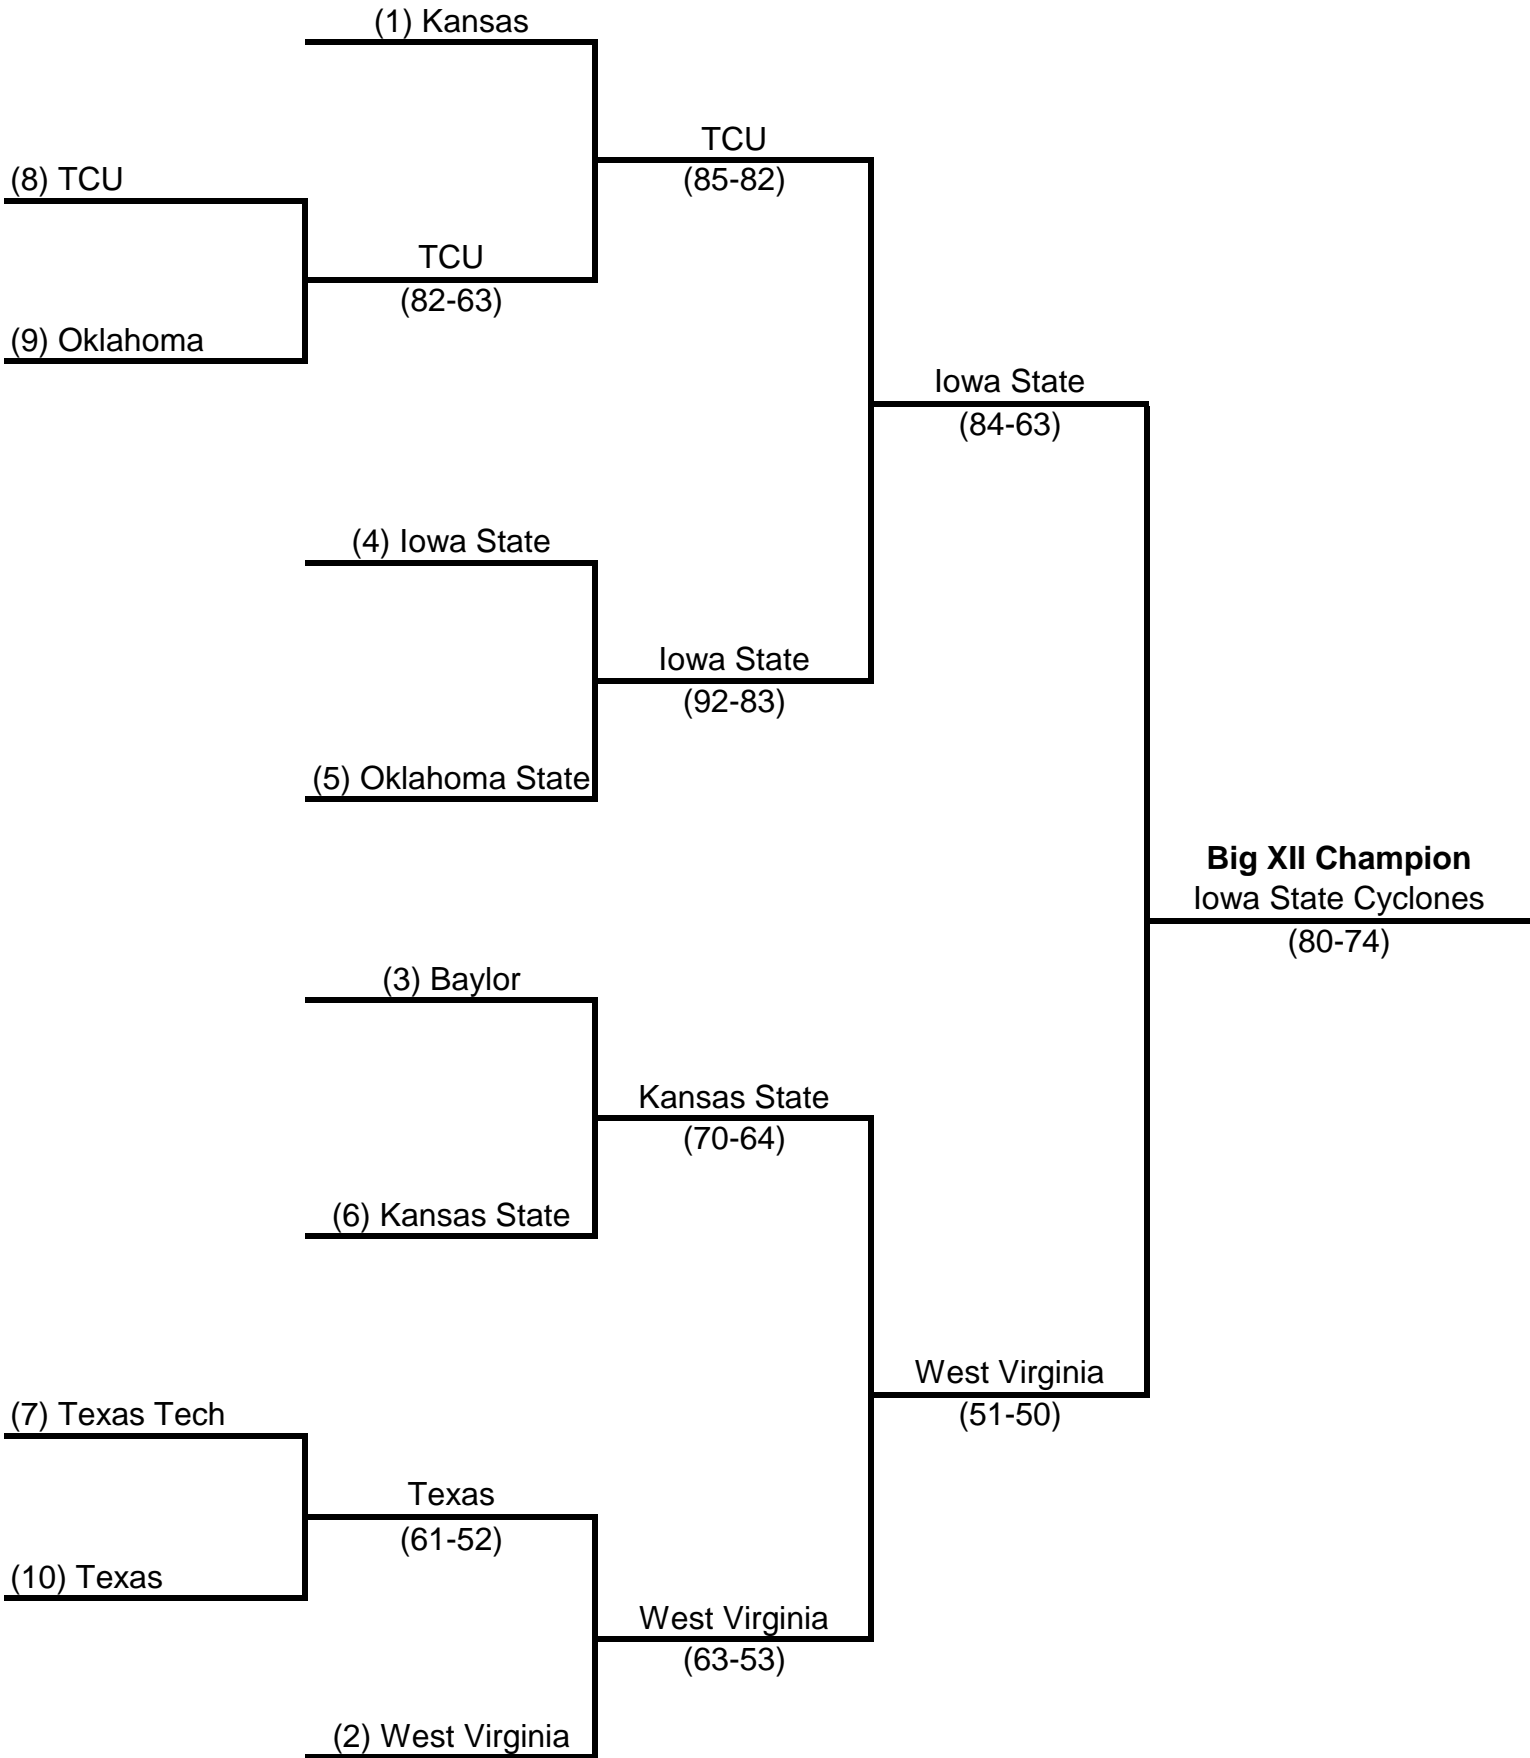 (1) Kansas
TCU
(85-82)
(8) TCU
TCU
(82-63)
(9) Oklahoma
Iowa State
(84-63)
(4) Iowa State
Iowa State
(92-83)
(5) Oklahoma State
Big XII Champion
Iowa State Cyclones
(80-74)
(3) Baylor
Kansas State
(70-64)
(6) Kansas State
West Virginia
(51-50)
(7) Texas Tech
Texas
(61-52)
(10) Texas
West Virginia
(63-53)
(2) West Virginia